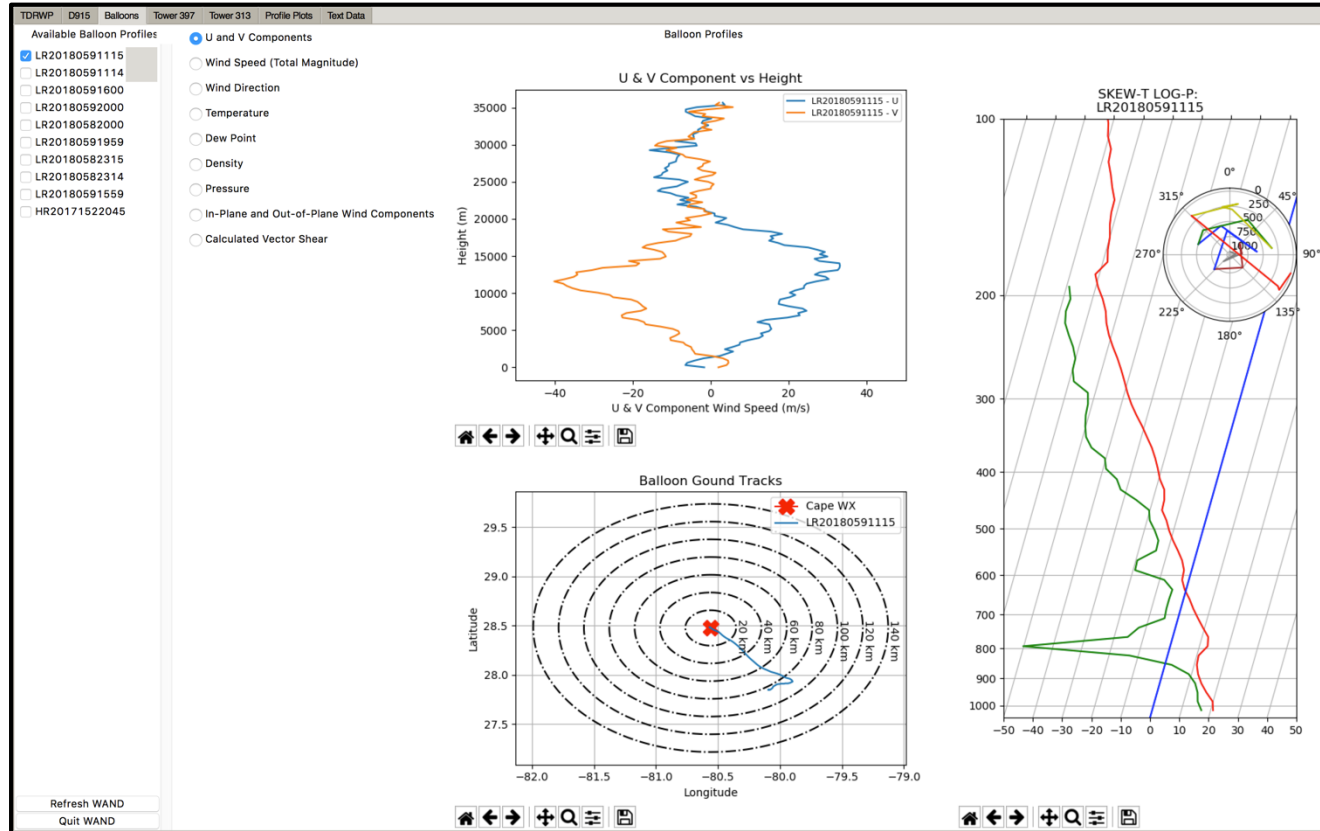 TDRWP D915 Balloons Tower 397 Tower 313 Profile Plots Text Data
Available Balloon Profiles
LR20180591115
LR20180591114
LR20180591600
LR20180592000
LR20180582000
LR20180591959
LR20180582315
LR20180582314
LR20180591559
HR20171522045
Refresh WAND
Quit WAND
U and V Components
Wind Speed (Total Magnitude)
Wind Direction
Temperature
Dew Point
Density
Pressure
In-Plane and Out-of-Plane Wind Components
Calculated Vector Shear
Balloon Profiles
U & V Component vs Height
LR20180591115 - U
LR20180591115 - V
35000
30000
25000
20000
15000
10000
5000
0
Height (m)
−40 −20 0 20 40
U & V Component Wind Speed (m/s)
Balloon Gound Tracks
Cape WX
LR20180591115
29.5
29.0
28.5
28.0
27.5
Latitude
20 km
40 km
60 km
80 km
100 km
120 km
140 km
−82.0 −81.5 −81.0 −80.5 −80.0 −79.5 −79.0
Longitude
SKEW-T LOG-P:
LR20180591115
100
200
300
400
500
600
700
800
900
1000
0°
45°
90°
135°
180°
225°
270°
315°
0
250
500
750
1000
−50 −40 −30 −20 −10 0 10 20 30 40 50